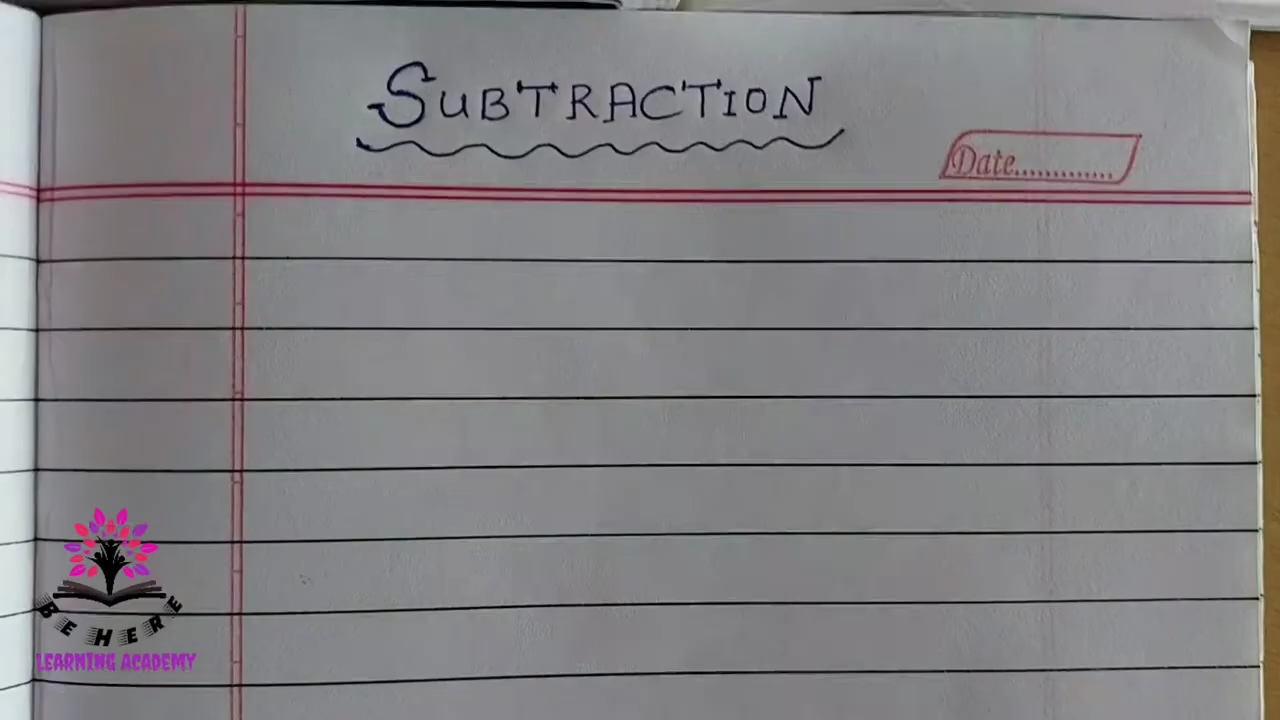 SUBTRACTION
Date.............
BE HERE
LEARNING ACADEMY